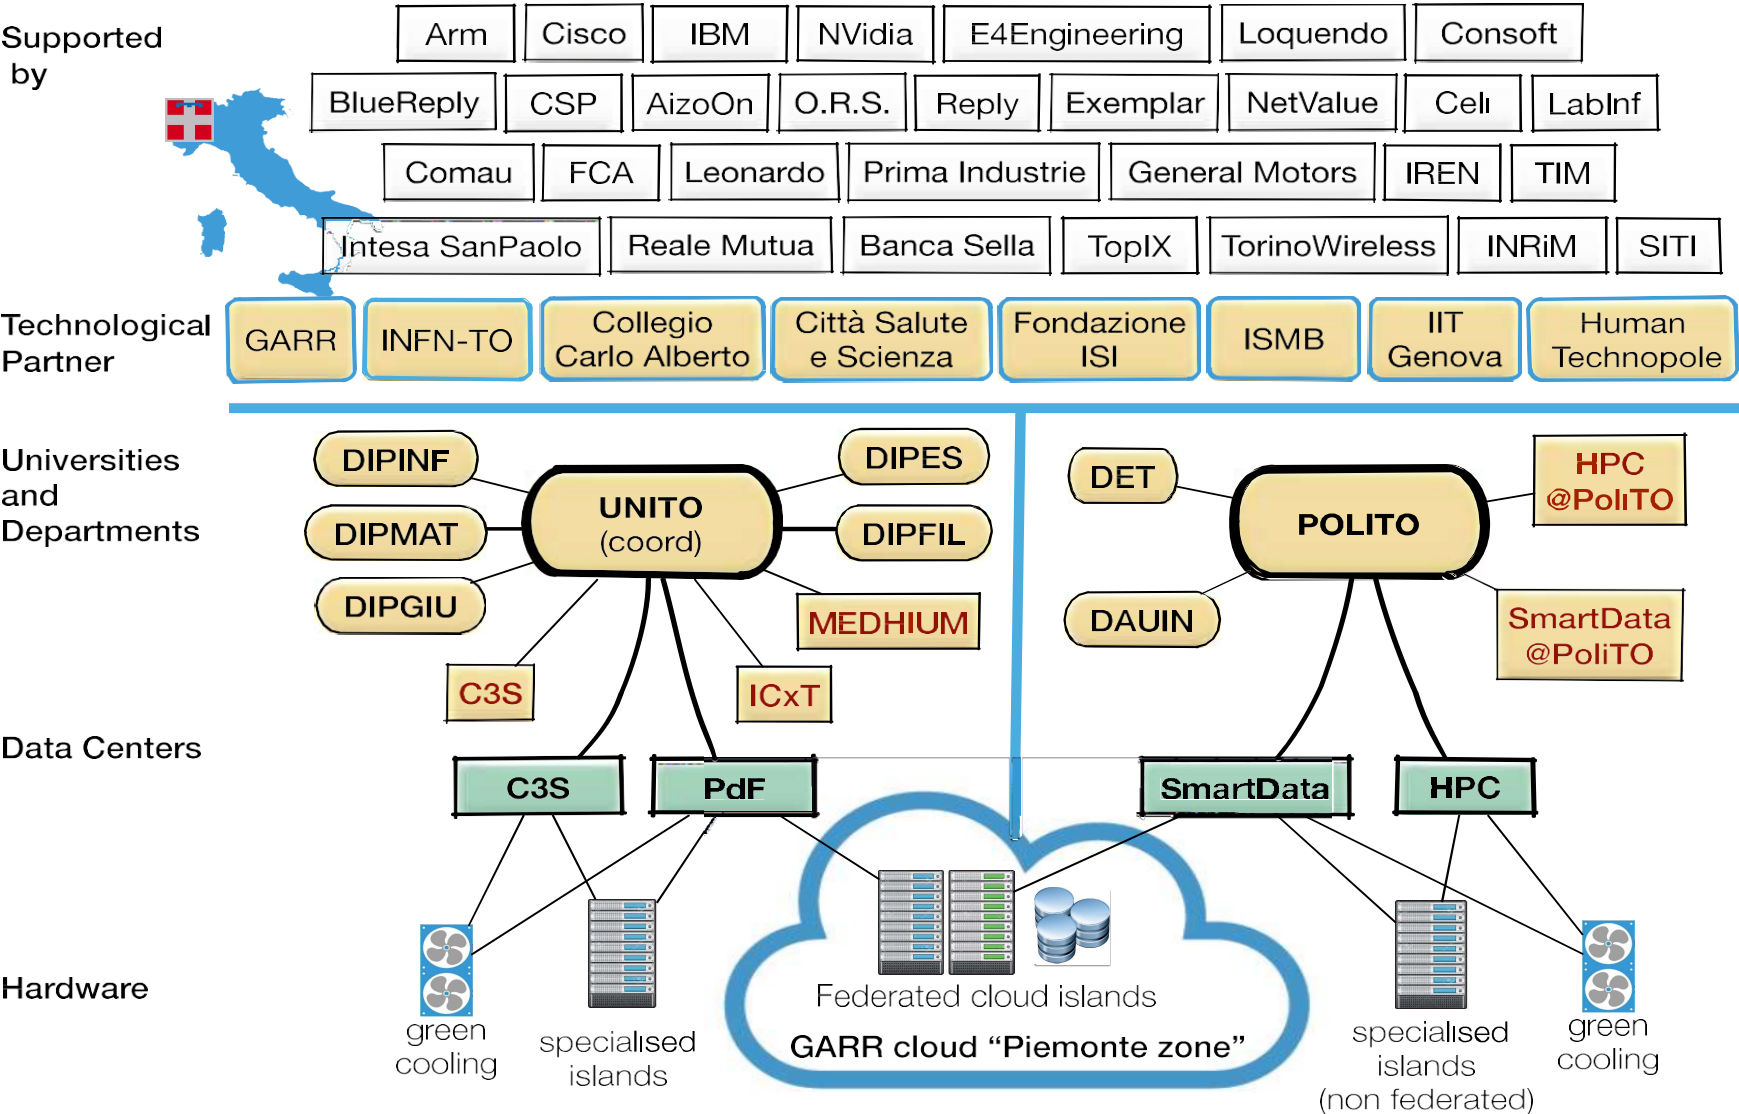 Supported
by
Arm
Cisco
IBM
NVidia
E4Engineering
Loquendo
Consoft
BlueReply
CSP
AizoOn
O.R.S.
Reply
Exemplar
NetValue
Celı
LabInf
Comau
FCA
Leonardo
Prima Industrie
General Motors
IREN
TIM
Intesa SanPaolo
Reale Mutua
Banca Sella
TopIX
TorinoWireless
INRiM
SITI
Technological
Partner
GARR
INFN-TO
Collegio
Carlo Alberto
Città Salute
e Scienza
Fondazione
ISI
ISMB
IIT
Genova
Human
Technopole
Universities
and
Departments
DIPINF
DIPMAT
DIPGIU
UNITO
(coord)
DIPES
DIPFIL
MEDHIUM
C3S
ICxT
DET
DAUIN
POLITO
HPC
@PoliTO
SmartData
@PoliTO
Data Centers
C3S
PdF
SmartData
HPC
Hardware
green
cooling
specialised
islands
Federated cloud islands
GARR cloud “Piemonte zone”
specialised
islands
(non federated)
green
cooling